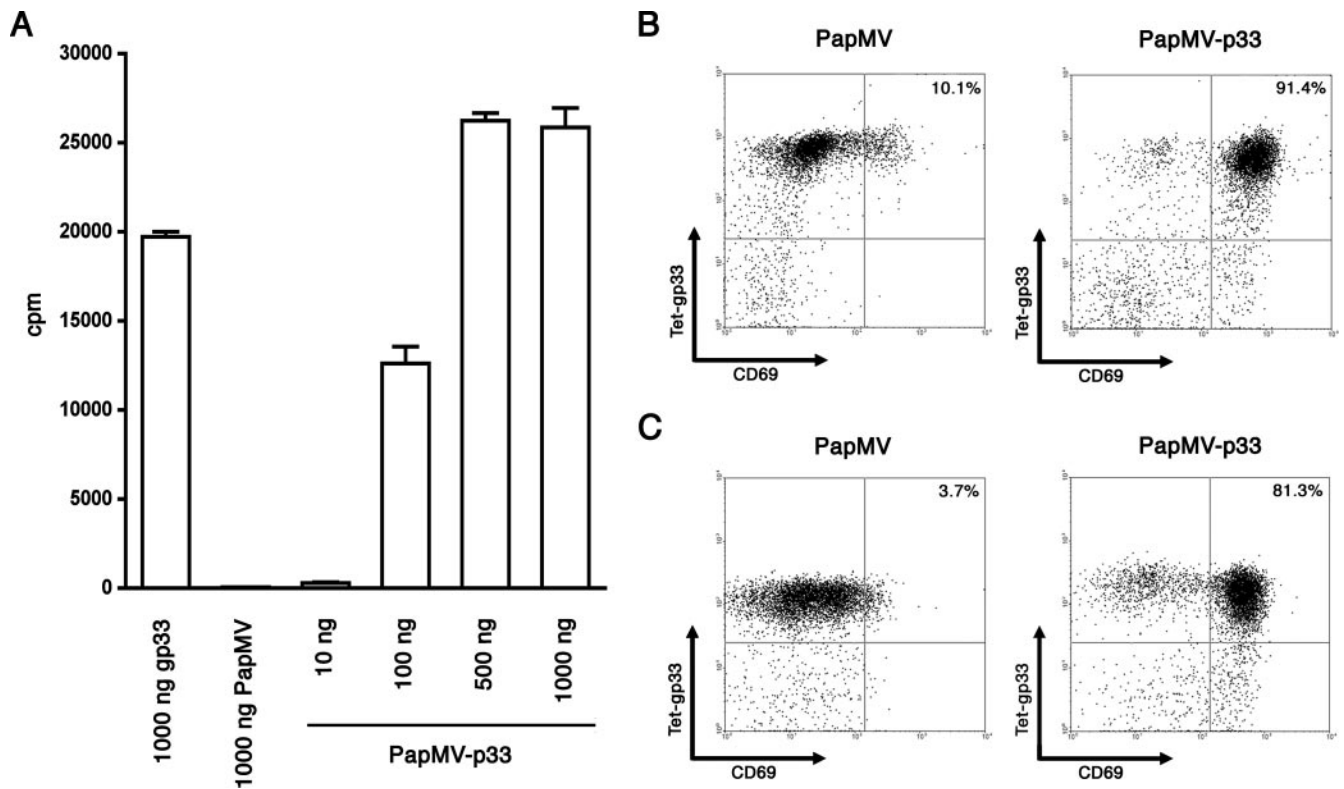 A
30000
25000
20000
15000
10000
5000
0
cpm
1000 ng gp33
1000 ng PapMV
10 ng
100 ng
500 ng
1000 ng
PapMV-p33
B
PapMV
10.1%
Tet-gp33
CD69
PapMV-p33
91.4%
Tet-gp33
CD69
C
PapMV
3.7%
Tet-gp33
CD69
PapMV-p33
81.3%
Tet-gp33
CD69